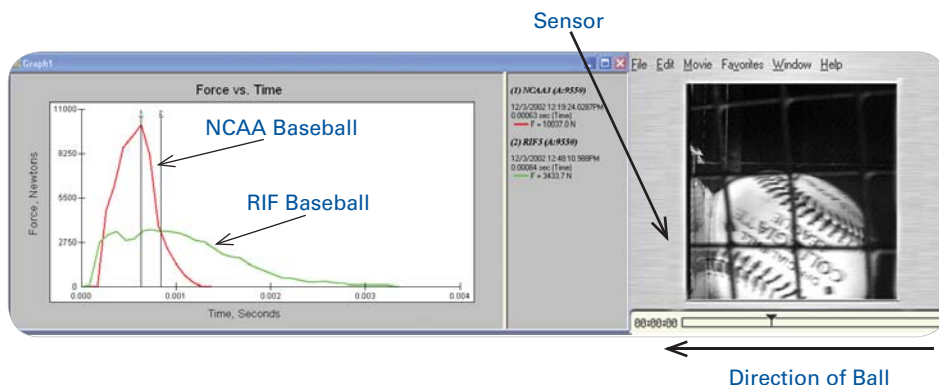 Sensor
Graph1
File Edit Movie Favorites Window Help
Force vs. Time
(1) NCAA3 (A:9550)
12/3/2002 12:19:24.0287PM
0.00063 sec (Time)
F = 10037.0 N
(2) RIF5 (A:9550)
12/3/2002 12:48:10.988PM
0.00084 sec (Time)
F = 3433.7 N
NCAA Baseball
RIF Baseball
Force, Newtons
11000
8250
5500
2750
0
0.000 0.001 0.002 0.003 0.004
Time, Seconds
00:00:00
Direction of Ball